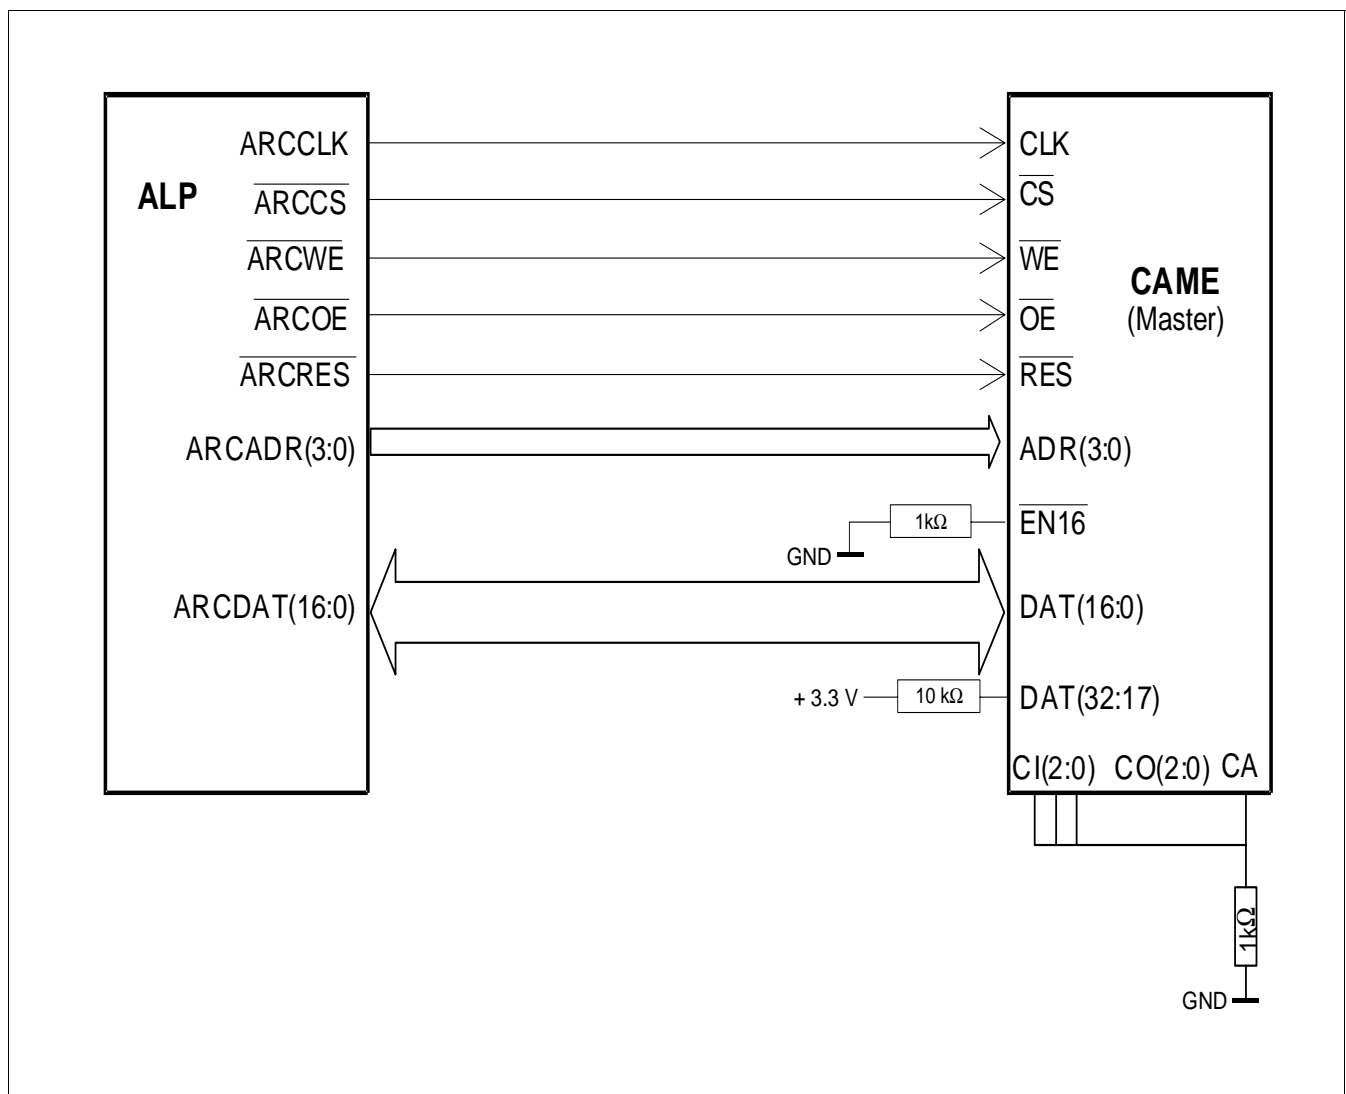 ARCCLK
CLK
ALP
ARCCS
CS
ARCWE
WE
CAME
(Master)
ARCOE
OE
ARCRES
RES
ARCADR(3:0)
ADR(3:0)
1kΩ
EN16
GND
ARCDAT(16:0)
DAT(16:0)
+ 3.3 V
10 kΩ
DAT(32:17)
CI(2:0) CO(2:0) CA
1kΩ
GND